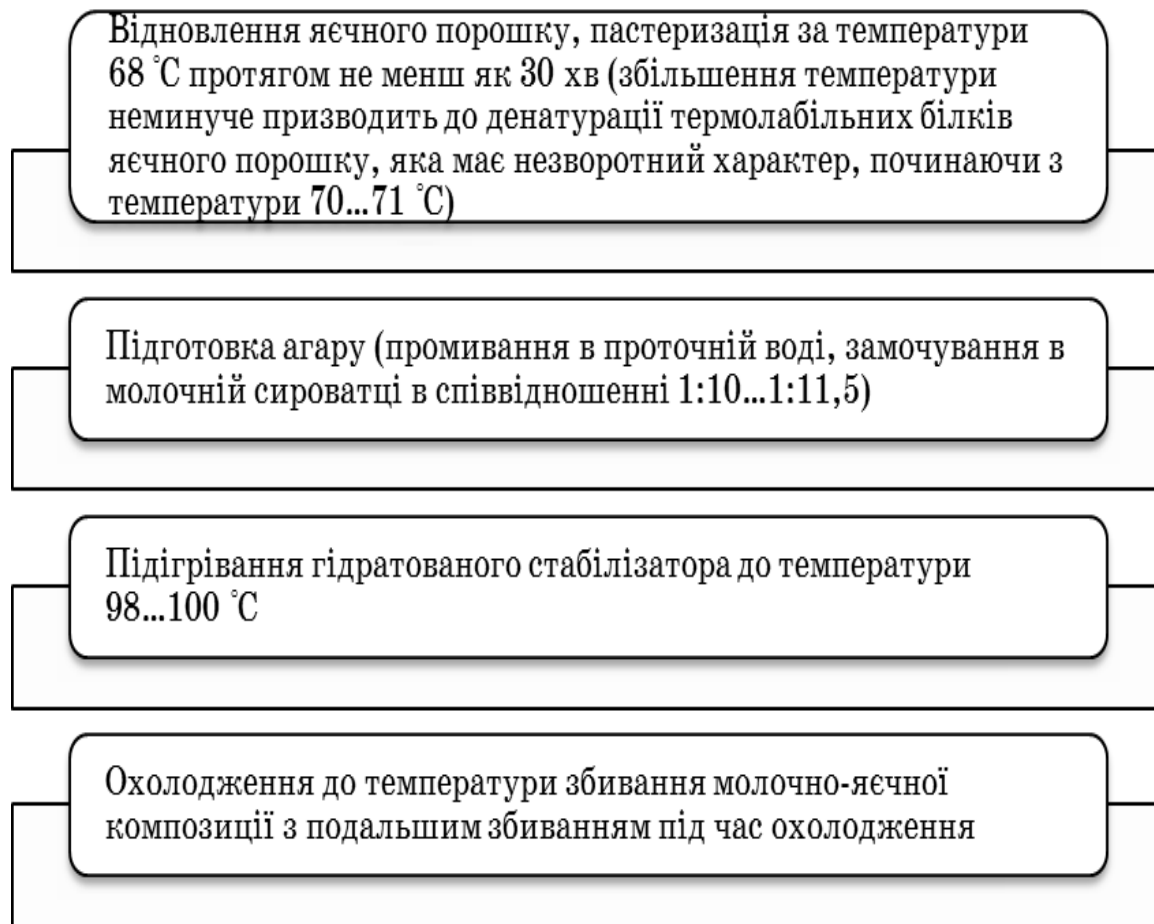 Відновлення яєчного порошку, пастеризація за температури
68 °С протягом не менш як 30 хв (збільшення температури
неминуче призводить до денатурації термолабільних білків
яєчного порошку, яка має незворотний характер, починаючи з
температури 70...71 °С)
Підготовка агару (промивання в проточній воді, замочування в
молочній сироватці в співвідношенні 1:10...1:11,5)
Підігрівання гідратованого стабілізатора до температури
98...100 °С
Охолодження до температури збивання молочно-яєчної
композиції з подальшим збиванням під час охолодження